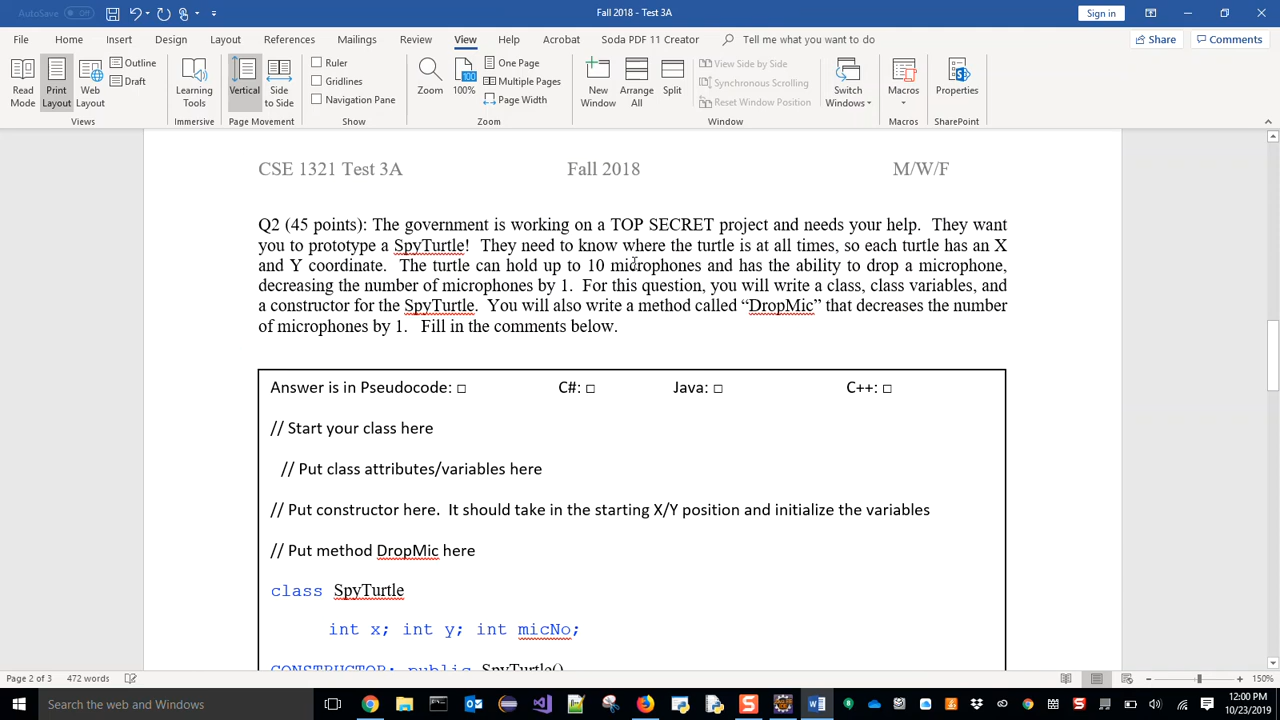 AutoSave Off
Fall 2018 - Test 3A
Sign in
File Home Insert Design Layout References Mailings Review View Help Acrobat Soda PDF 11 Creator Tell me what you want to do Share Comments
Read Mode
Print Layout
Web Layout
Outline
Draft
Views
Learning Tools
Immersive
Vertical
Side to Side
Page Movement
Ruler
Gridlines
Navigation Pane
Show
Zoom
100
100%
One Page
Multiple Pages
Page Width
Zoom
New Window
Arrange All
Split
View Side by Side
Synchronous Scrolling
Reset Window Position
Switch Windows
Window
Macros
Macros
Properties
SharePoint
CSE 1321 Test 3A Fall 2018 M/W/F
Q2 (45 points): The government is working on a TOP SECRET project and needs your help. They want
you to prototype a SpyTurtle! They need to know where the turtle is at all times, so each turtle has an X
and Y coordinate. The turtle can hold up to 10 microphones and has the ability to drop a microphone,
decreasing the number of microphones by 1. For this question, you will write a class, class variables, and
a constructor for the SpyTurtle. You will also write a method called “DropMic” that decreases the number
of microphones by 1. Fill in the comments below.
Answer is in Pseudocode: □ C#: □ Java: □ C++: □
// Start your class here
// Put class attributes/variables here
// Put constructor here. It should take in the starting X/Y position and initialize the variables
// Put method DropMic here
class SpyTurtle
int x; int y; int micNo;
CONSTRUCTOR: public SpyTurtle()
Page 2 of 3 472 words
150%
Type here to search
12:00 PM
10/23/2019